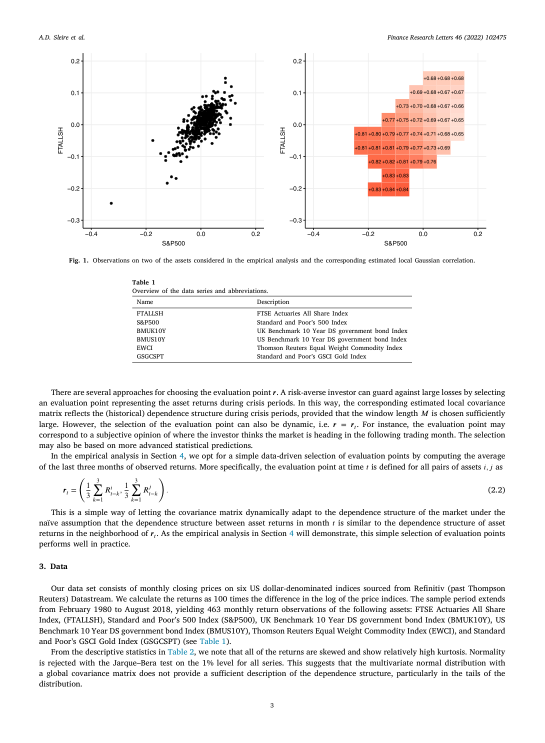 A.D. Sleire et al.
Finance Research Letters 46 (2022) 102475
0.2
0.1
0.0
−0.1
−0.2
−0.3
FTALLSH
−0.4 −0.2 0.0 0.2
S&P500
0.2
0.1
0.0
−0.1
−0.2
−0.3
FTALLSH
+0.68 +0.68 +0.68
+0.69 +0.68 +0.67 +0.67
+0.73 +0.70 +0.68 +0.67 +0.66
+0.77 +0.75 +0.72 +0.69 +0.67 +0.65
+0.81 +0.80 +0.79 +0.77 +0.74 +0.71 +0.68 +0.65
+0.81 +0.81 +0.81 +0.79 +0.77 +0.73 +0.69
+0.82 +0.82 +0.81 +0.79 +0.76
+0.83 +0.83
+0.83 +0.84 +0.84
−0.4 −0.2 0.0 0.2
S&P500
Fig. 1. Observations on two of the assets considered in the empirical analysis and the corresponding estimated local Gaussian correlation.
Table 1
Overview of the data series and abbreviations.
Name Description
FTALLSH FTSE Actuaries All Share Index
S&P500 Standard and Poor's 500 Index
BMUK10Y UK Benchmark 10 Year DS government bond Index
BMUS10Y US Benchmark 10 Year DS government bond Index
EWCI Thomson Reuters Equal Weight Commodity Index
GSGCSPT Standard and Poor's GSCI Gold Index
There are several approaches for choosing the evaluation point r. A risk-averse investor can guard against large losses by selecting
an evaluation point representing the asset returns during crisis periods. In this way, the corresponding estimated local covariance
matrix reflects the (historical) dependence structure during crisis periods, provided that the window length M is chosen sufficiently
large. However, the selection of the evaluation point can also be dynamic, i.e. r = r_t. For instance, the evaluation point may
correspond to a subjective opinion of where the investor thinks the market is heading in the following trading month. The selection
may also be based on more advanced statistical predictions.
In the empirical analysis in Section 4, we opt for a simple data-driven selection of evaluation points by computing the average
of the last three months of observed returns. More specifically, the evaluation point at time t is defined for all pairs of assets i, j as
r_t = ( 1/3 ∑_{k=1}^{3} R^i_{t−k}, 1/3 ∑_{k=1}^{3} R^j_{t−k} ). (2.2)
This is a simple way of letting the covariance matrix dynamically adapt to the dependence structure of the market under the
naïve assumption that the dependence structure between asset returns in month t is similar to the dependence structure of asset
returns in the neighborhood of r_t. As the empirical analysis in Section 4 will demonstrate, this simple selection of evaluation points
performs well in practice.
3. Data
Our data set consists of monthly closing prices on six US dollar-denominated indices sourced from Refinitiv (past Thompson
Reuters) Datastream. We calculate the returns as 100 times the difference in the log of the price indices. The sample period extends
from February 1980 to August 2018, yielding 463 monthly return observations of the following assets: FTSE Actuaries All Share
Index, (FTALLSH), Standard and Poor's 500 Index (S&P500), UK Benchmark 10 Year DS government bond Index (BMUK10Y), US
Benchmark 10 Year DS government bond Index (BMUS10Y), Thomson Reuters Equal Weight Commodity Index (EWCI), and Standard
and Poor's GSCI Gold Index (GSGCSPT) (see Table 1).
From the descriptive statistics in Table 2, we note that all of the returns are skewed and show relatively high kurtosis. Normality
is rejected with the Jarque–Bera test on the 1% level for all series. This suggests that the multivariate normal distribution with
a global covariance matrix does not provide a sufficient description of the dependence structure, particularly in the tails of the
distribution.
3